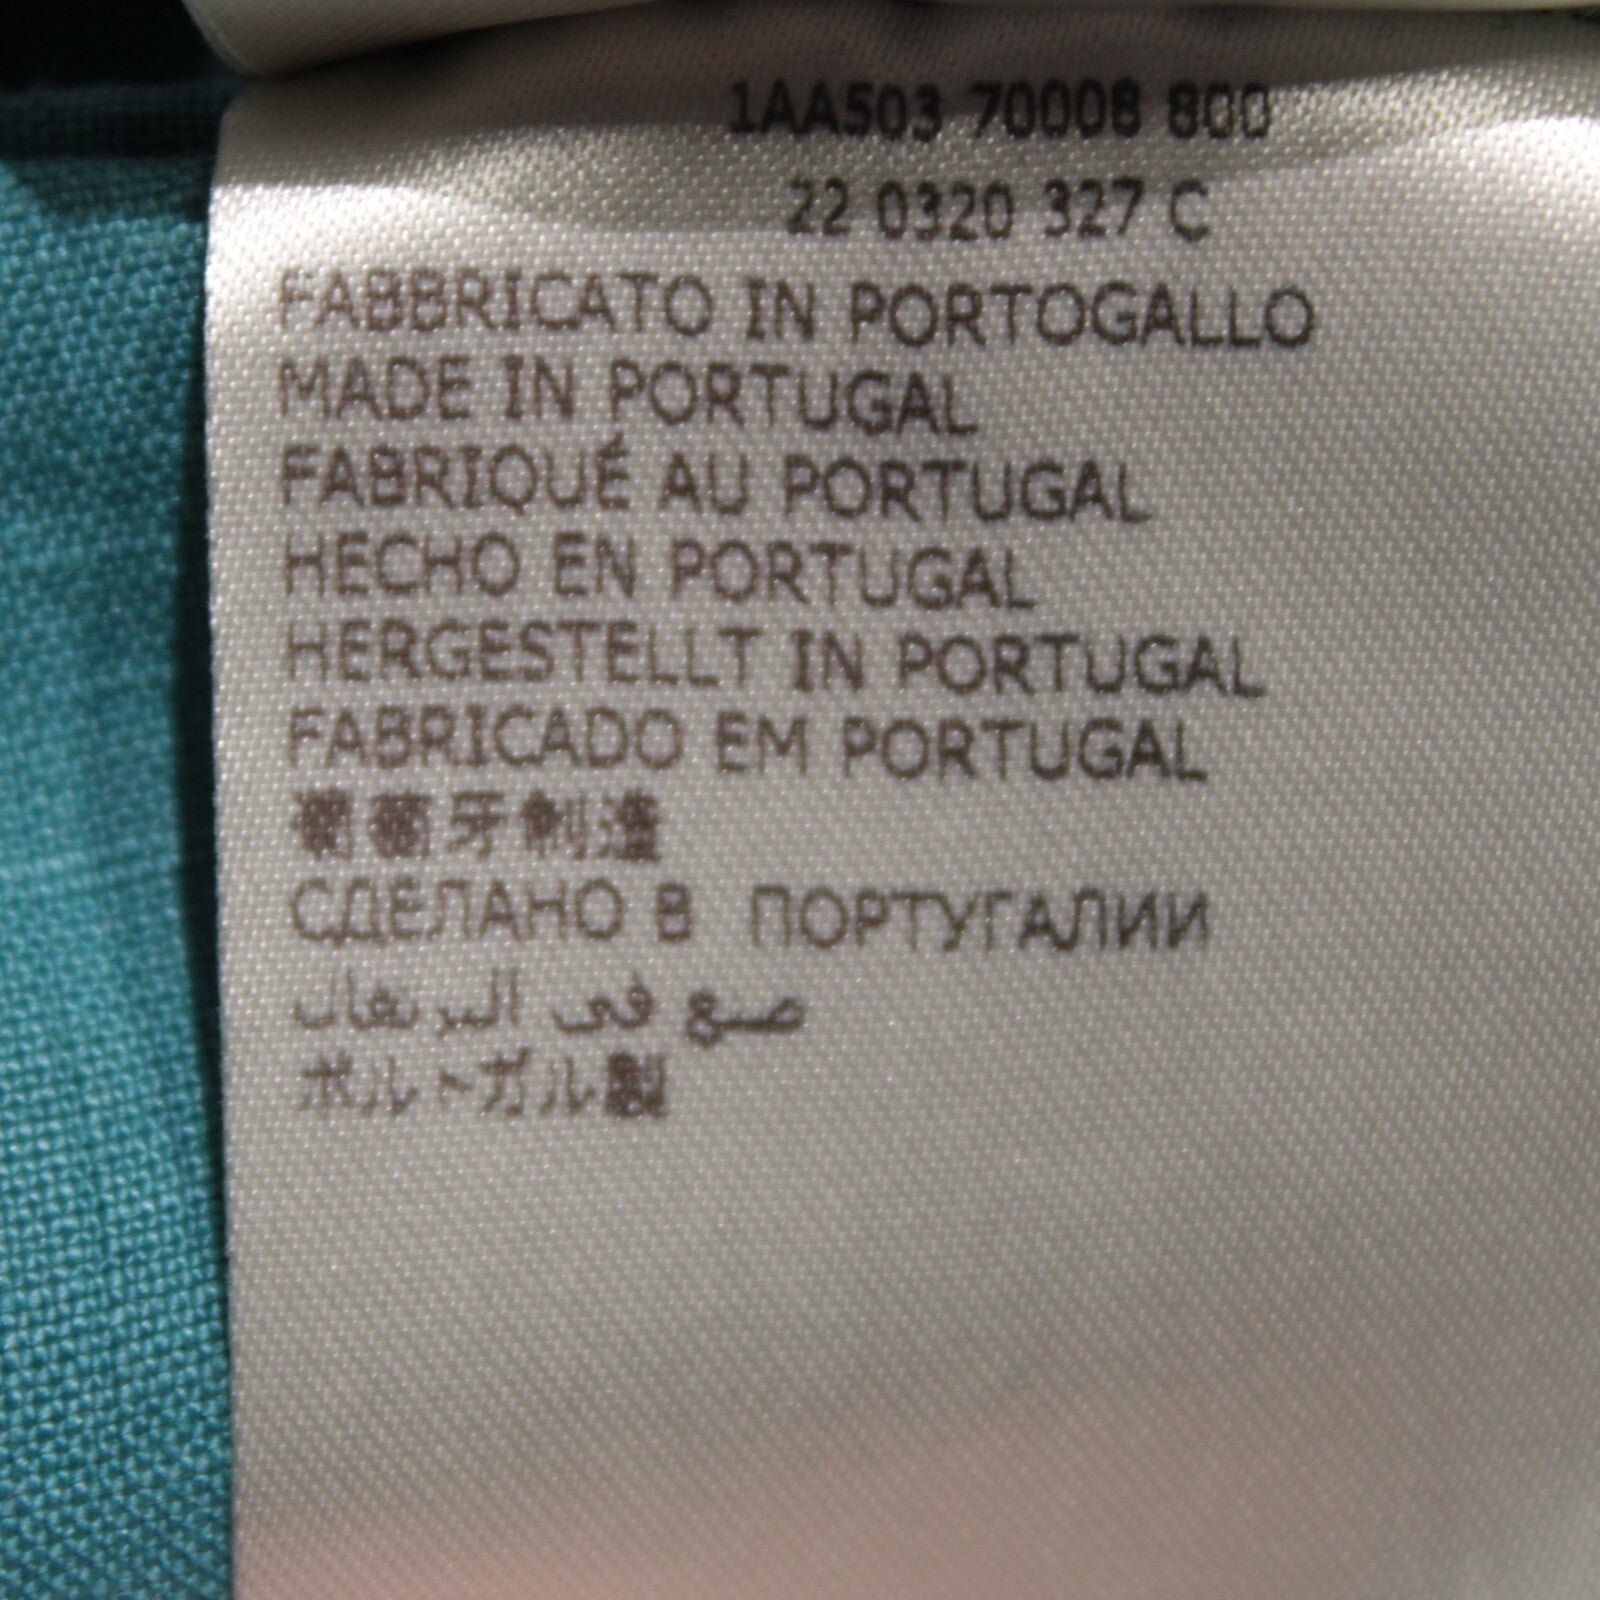 1AA503 70008 800
22 0320 327 C
FABBRICATO IN PORTOGALLO
MADE IN PORTUGAL
FABRIQUÉ AU PORTUGAL
HECHO EN PORTUGAL
HERGESTELLT IN PORTUGAL
FABRICADO EM PORTUGAL
葡萄牙制造
СДЕЛАНО В ПОРТУГАЛИИ
صنع في البرتغال
ポルトガル製